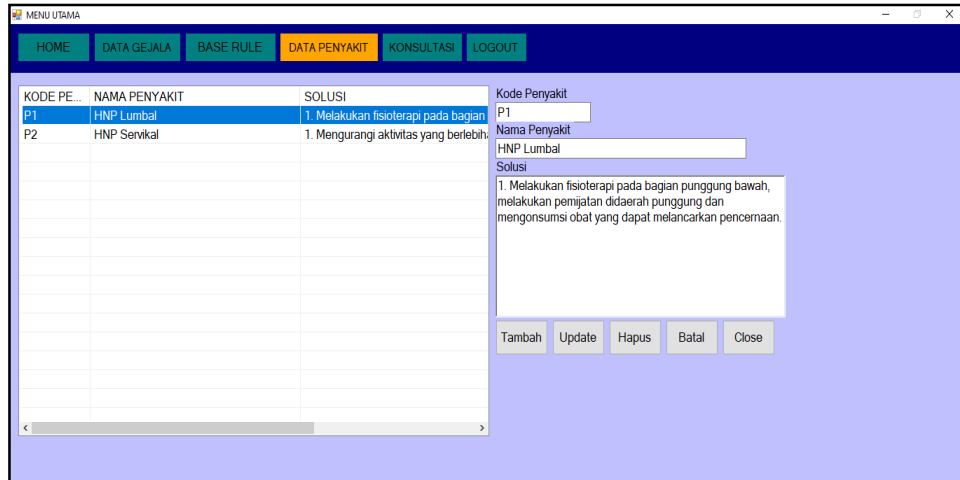 MENU UTAMA
HOME DATA GEJALA BASE RULE DATA PENYAKIT KONSULTASI LOGOUT
KODE PE... NAMA PENYAKIT SOLUSI
P1 HNP Lumbal 1. Melakukan fisioterapi pada bagian
P2 HNP Servikal 1. Mengurangi aktivitas yang berlebih
Kode Penyakit
P1
Nama Penyakit
HNP Lumbal
Solusi
1. Melakukan fisioterapi pada bagian punggung bawah,
melakukan pemijatan didaerah punggung dan
mengonsumsi obat yang dapat melancarkan pencernaan.
Tambah Update Hapus Batal Close